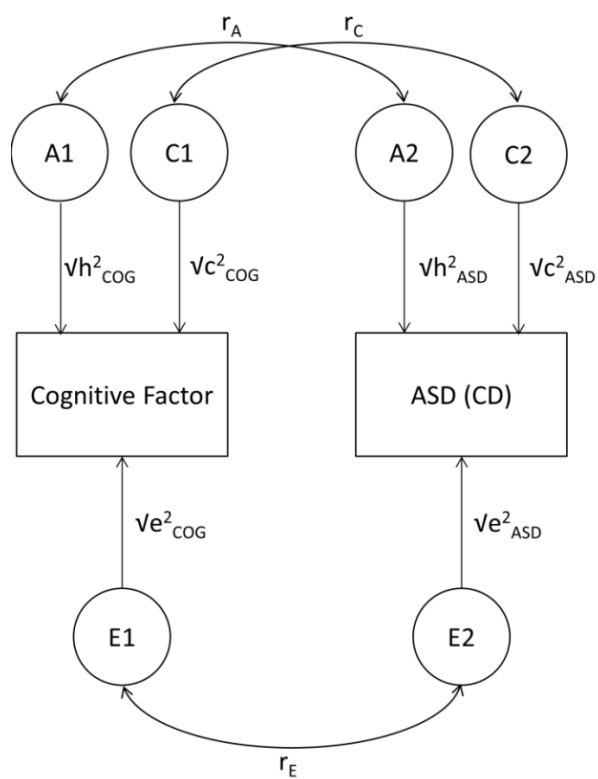 r_A r_C
A1 C1 A2 C2
√h²_COG √c²_COG √h²_ASD √c²_ASD
Cognitive Factor ASD (CD)
√e²_COG √e²_ASD
E1 E2
r_E